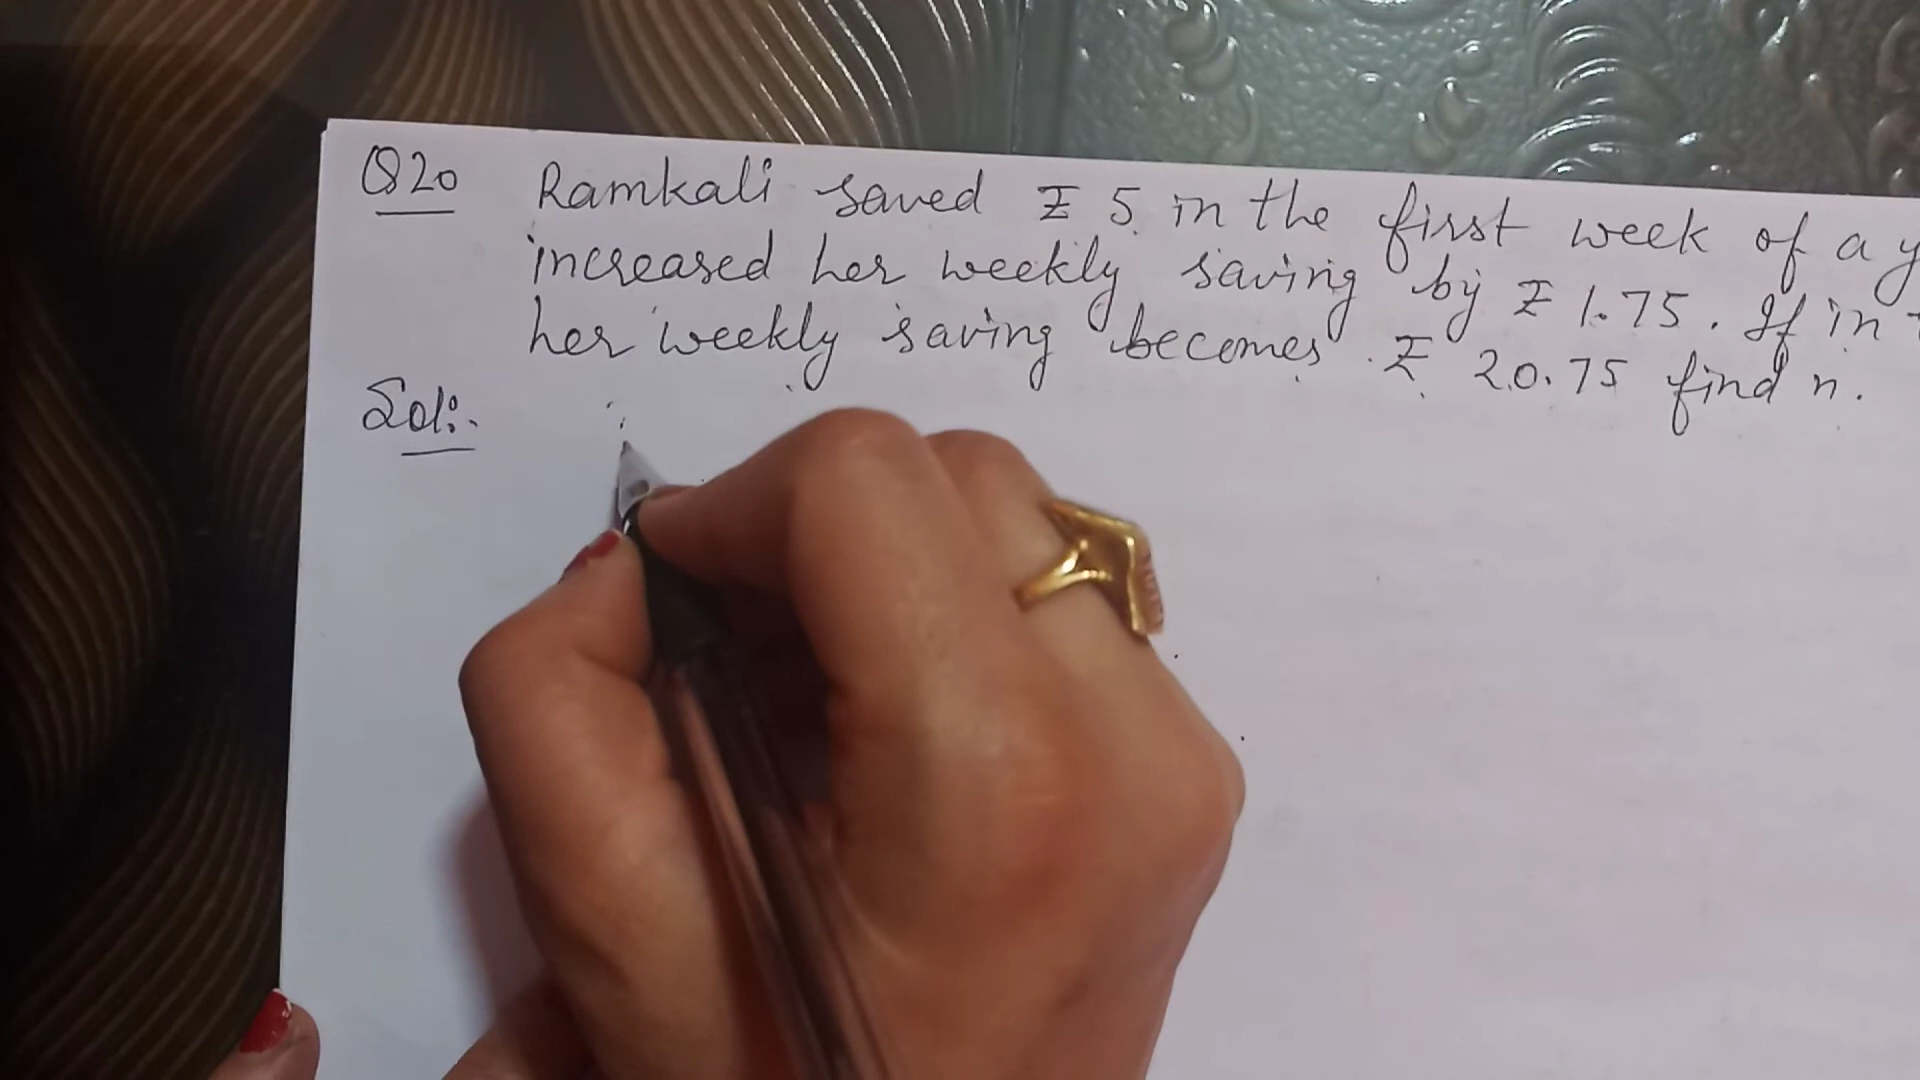 Q20 Ramkali saved ₹ 5 in the first week of a
increased her weekly saving by ₹ 1.75. If in
her weekly saving becomes ₹ 20.75 find n.
Sol:-